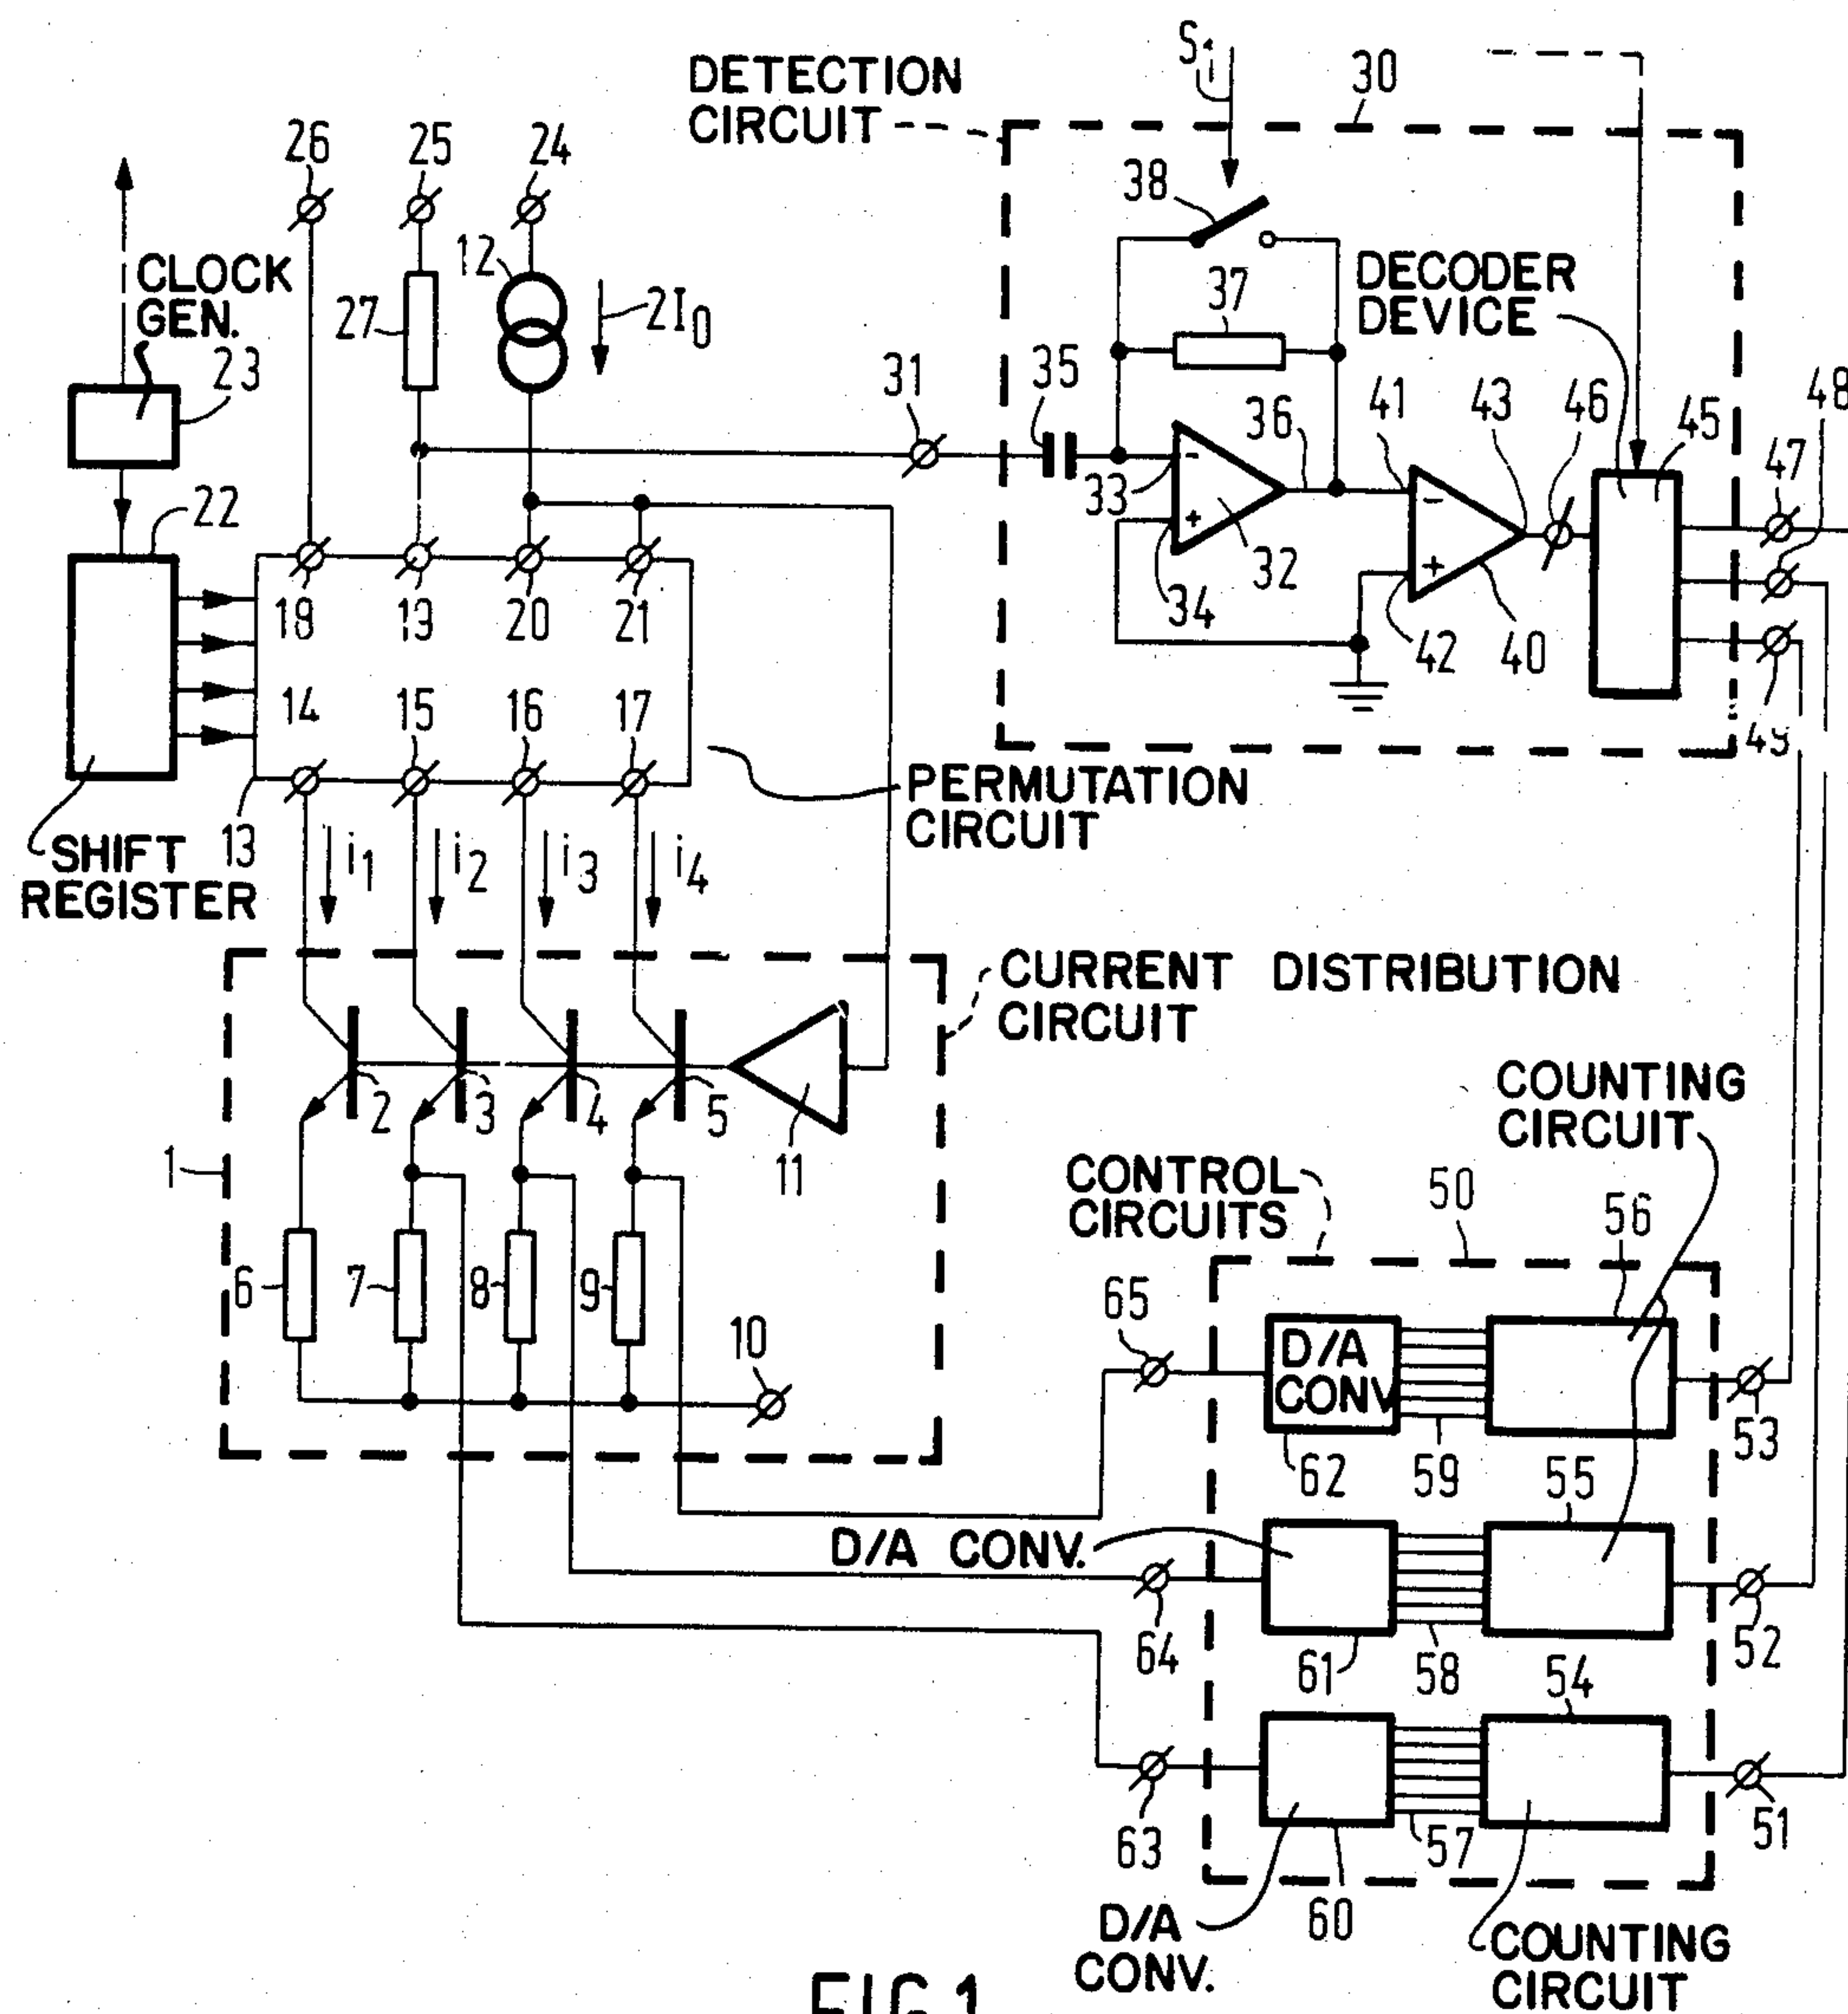 S1
30
DETECTION
CIRCUIT
26
25
24
38
CLOCK
GEN.
12
2I0
DECODER
DEVICE
37
27
23
31
35
36
41
43
46
45
48
47
22
33
32
18
19
20
21
34
42
40
49
14
15
16
17
PERMUTATION
CIRCUIT
SHIFT
REGISTER
13
i1
i2
i3
i4
CURRENT DISTRIBUTION
CIRCUIT
2
3
4
5
11
1
COUNTING
CIRCUIT
CONTROL
CIRCUITS
50
56
6
7
8
9
10
65
D/A
CONV
62
59
53
55
D/A CONV.
64
61
58
52
54
63
60
57
51
D/A
CONV.
COUNTING
CIRCUIT
FIG.1